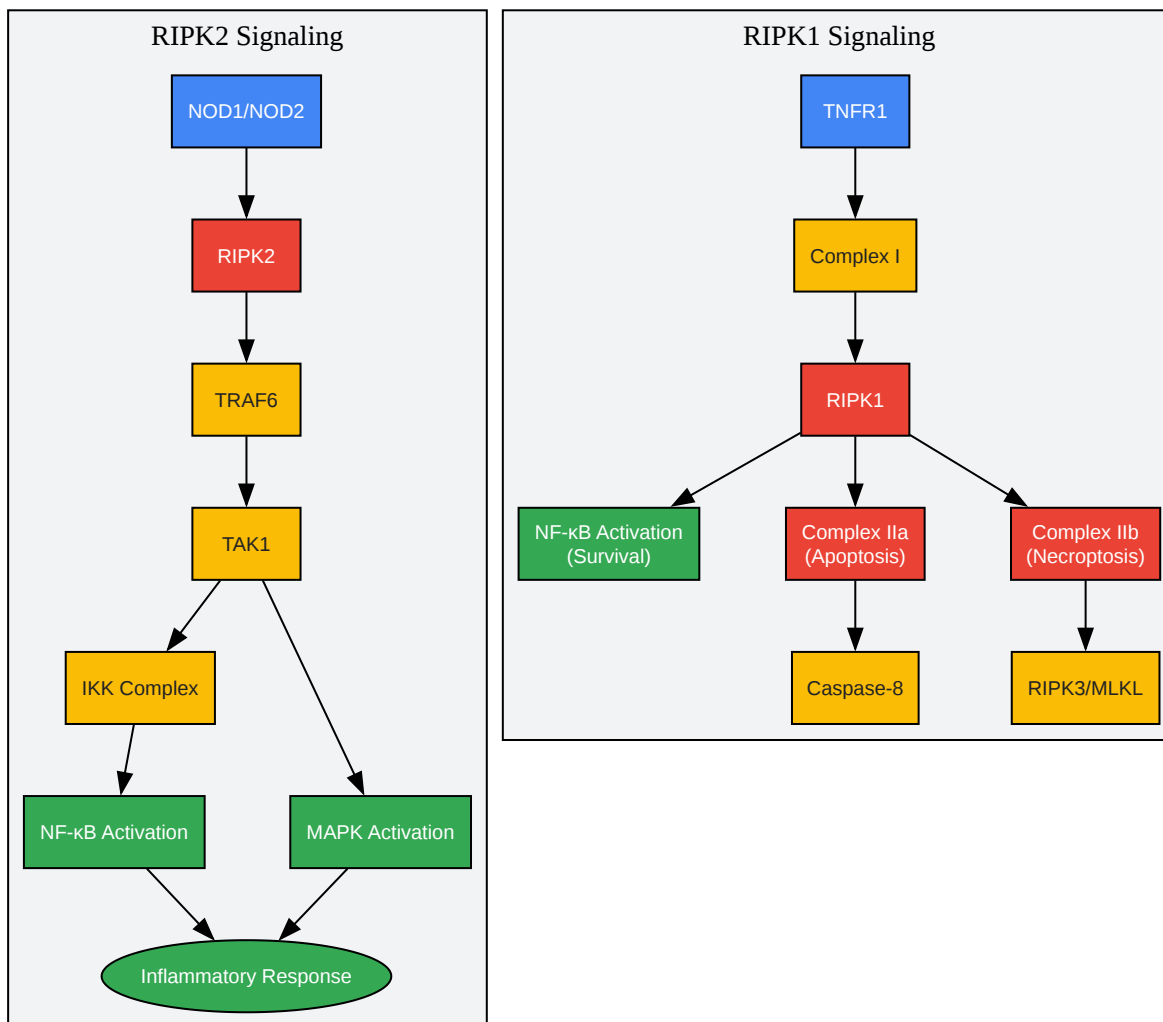 RIPK2 Signaling
NOD1/NOD2
RIPK2
TRAF6
TAK1
IKK Complex
NF-κB Activation
MAPK Activation
Inflammatory Response
RIPK1 Signaling
TNFR1
Complex I
RIPK1
NF-κB Activation
(Survival)
Complex IIa
(Apoptosis)
Complex IIb
(Necroptosis)
Caspase-8
RIPK3/MLKL